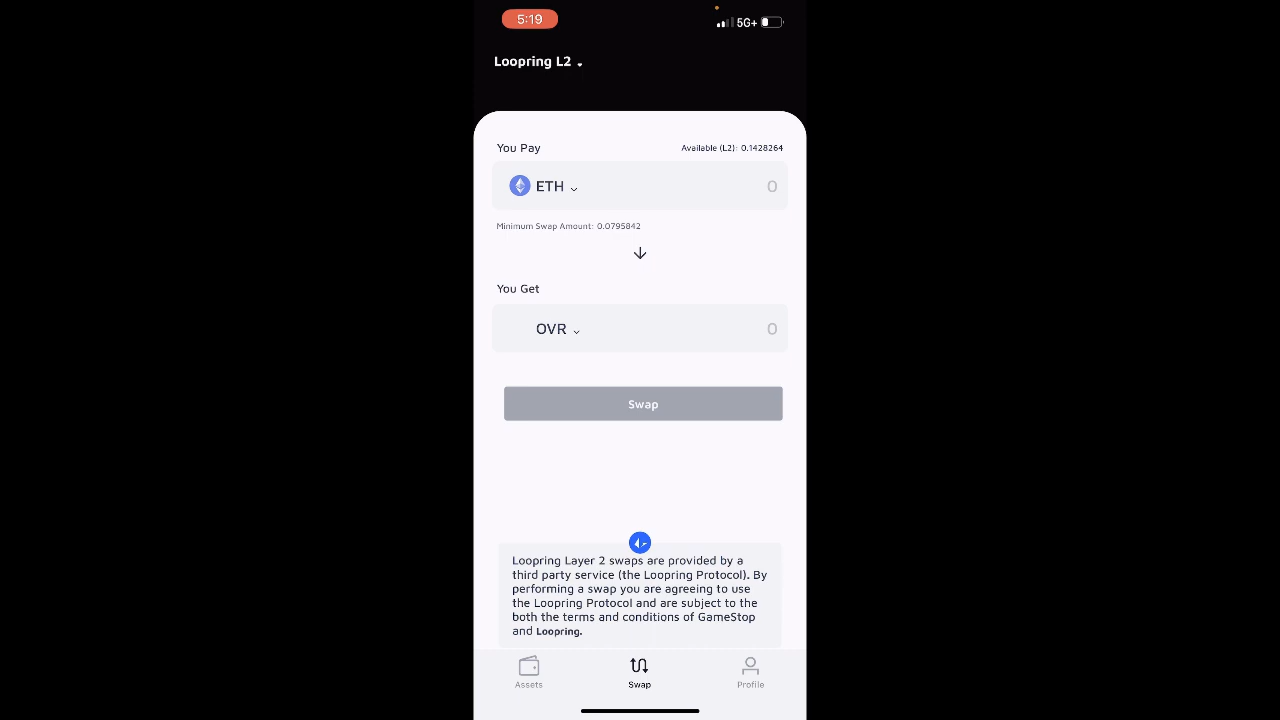 5:19
5G+
Loopring L2
You Pay
Available (L2): 0.1428264
ETH
0
Minimum Swap Amount: 0.0795842
You Get
OVR
0
Swap
Loopring Layer 2 swaps are provided by a
third party service (the Loopring Protocol). By
performing a swap you are agreeing to use
the Loopring Protocol and are subject to the
both the terms and conditions of GameStop
and Loopring.
Assets
Swap
Profile